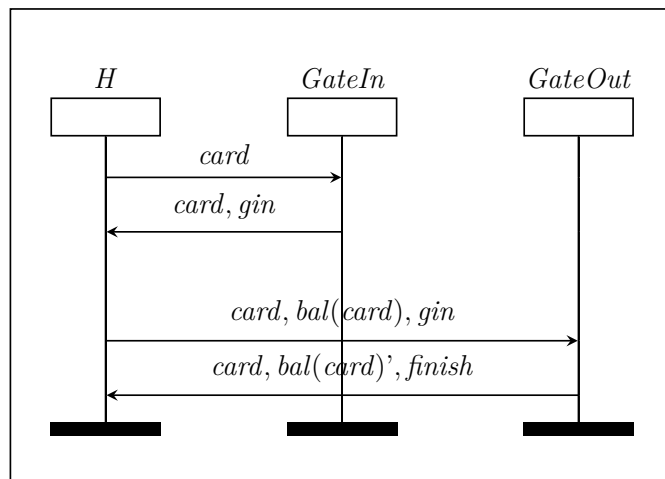 H GateIn GateOut
card
card, gin
card, bal(card), gin
card, bal(card)', finish